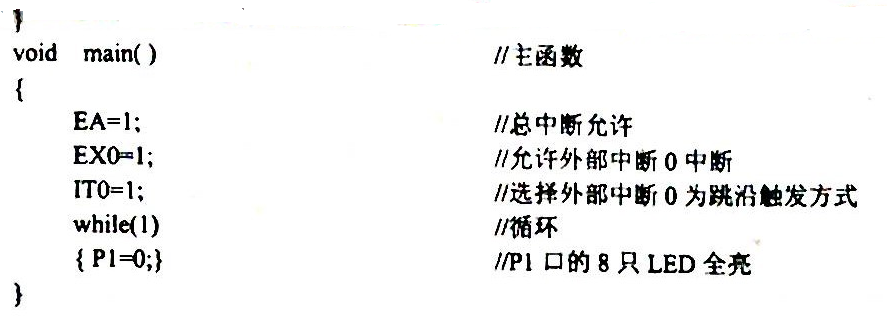 }
void main( ) //主函数
{
EA=1; //总中断允许
EX0=1; //允许外部中断 0 中断
IT0=1; //选择外部中断 0 为跳沿触发方式
while(1) //循环
{ P1=0;} //P1 口的 8 只 LED 全亮
}